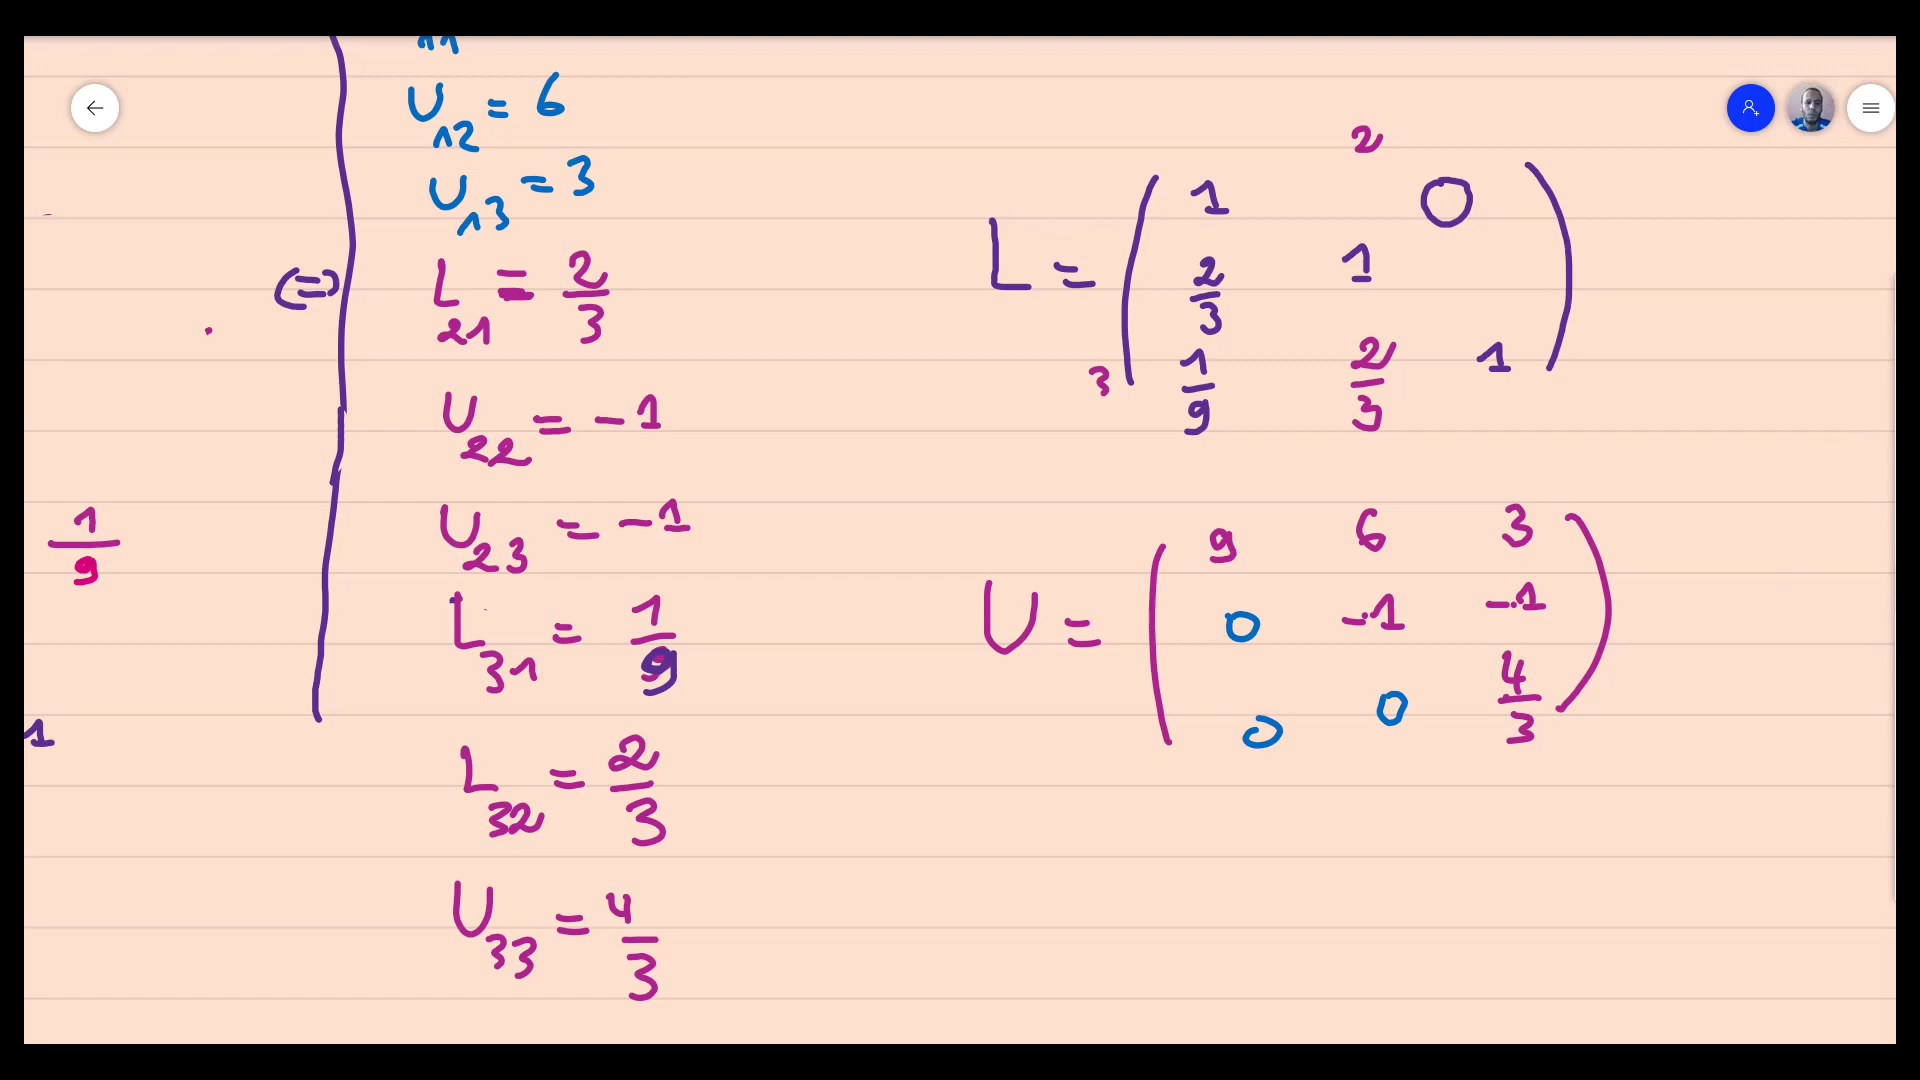 11
U12 = 6
U13 = 3
(=)
L21 = 2/3
U22 = -1
U23 = -1
L31 = 1/9
L32 = 2/3
U33 = 4/3
1/9
1
2
3
L = ( 1 0
2/3 1
1/9 2/3 1 )
U = ( 9 6 3
0 -1 -1
0 0 4/3 )